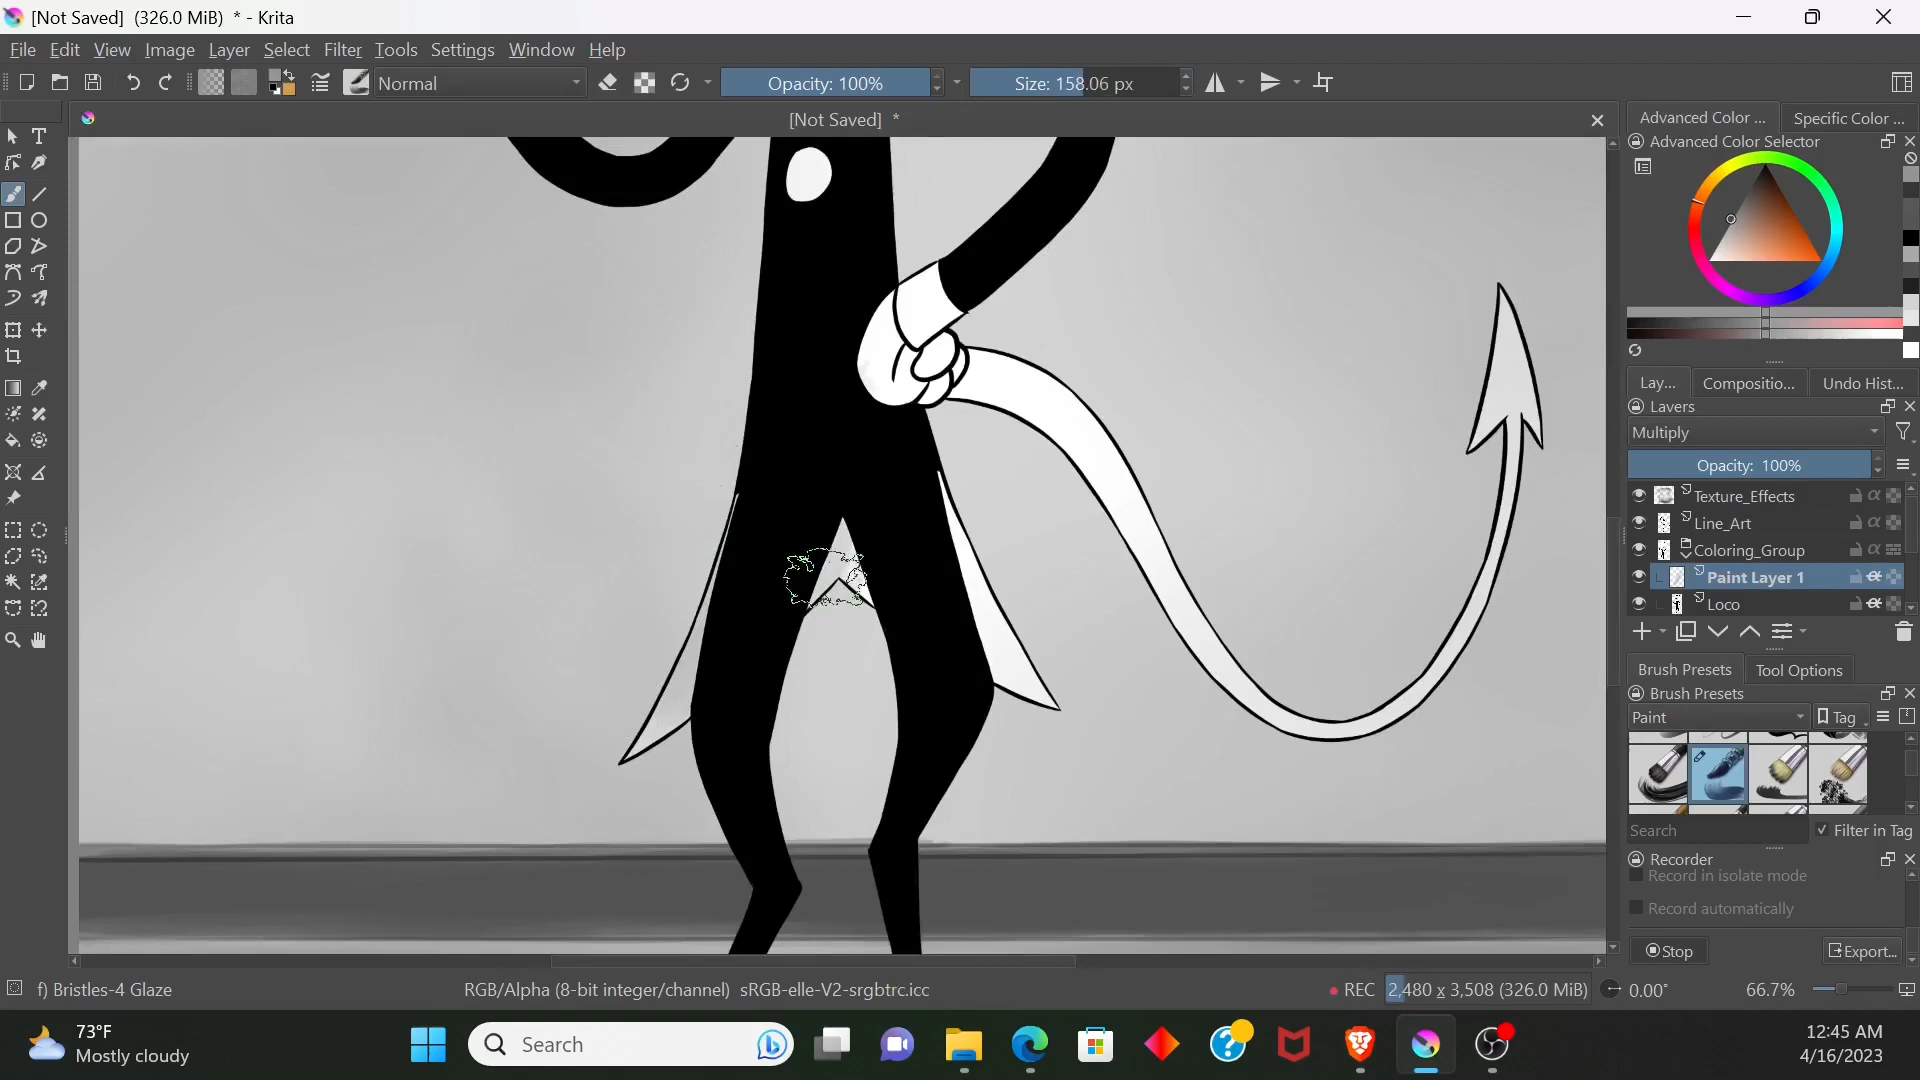 [Not Saved] (326.0 MiB) * - Krita
File Edit View Image Layer Select Filter Tools Settings Window Help
Normal
Opacity: 100%
Size: 158.06 px
[Not Saved] *
Advanced Color ...
Specific Color ...
Advanced Color Selector
Lay...
Compositio...
Undo Hist...
Layers
Multiply
Opacity: 100%
Texture_Effects
Line_Art
Coloring_Group
Paint Layer 1
Loco
Brush Presets
Tool Options
Brush Presets
Paint
Tag
Search
Filter in Tag
Recorder
Record in isolate mode
Record automatically
Stop
Export...
f) Bristles-4 Glaze
RGB/Alpha (8-bit integer/channel) sRGB-elle-V2-srgbtrc.icc
REC
2,480 x 3,508 (326.0 MiB)
0.00°
66.7%
73°F
Mostly cloudy
Search
12:45 AM
4/16/2023